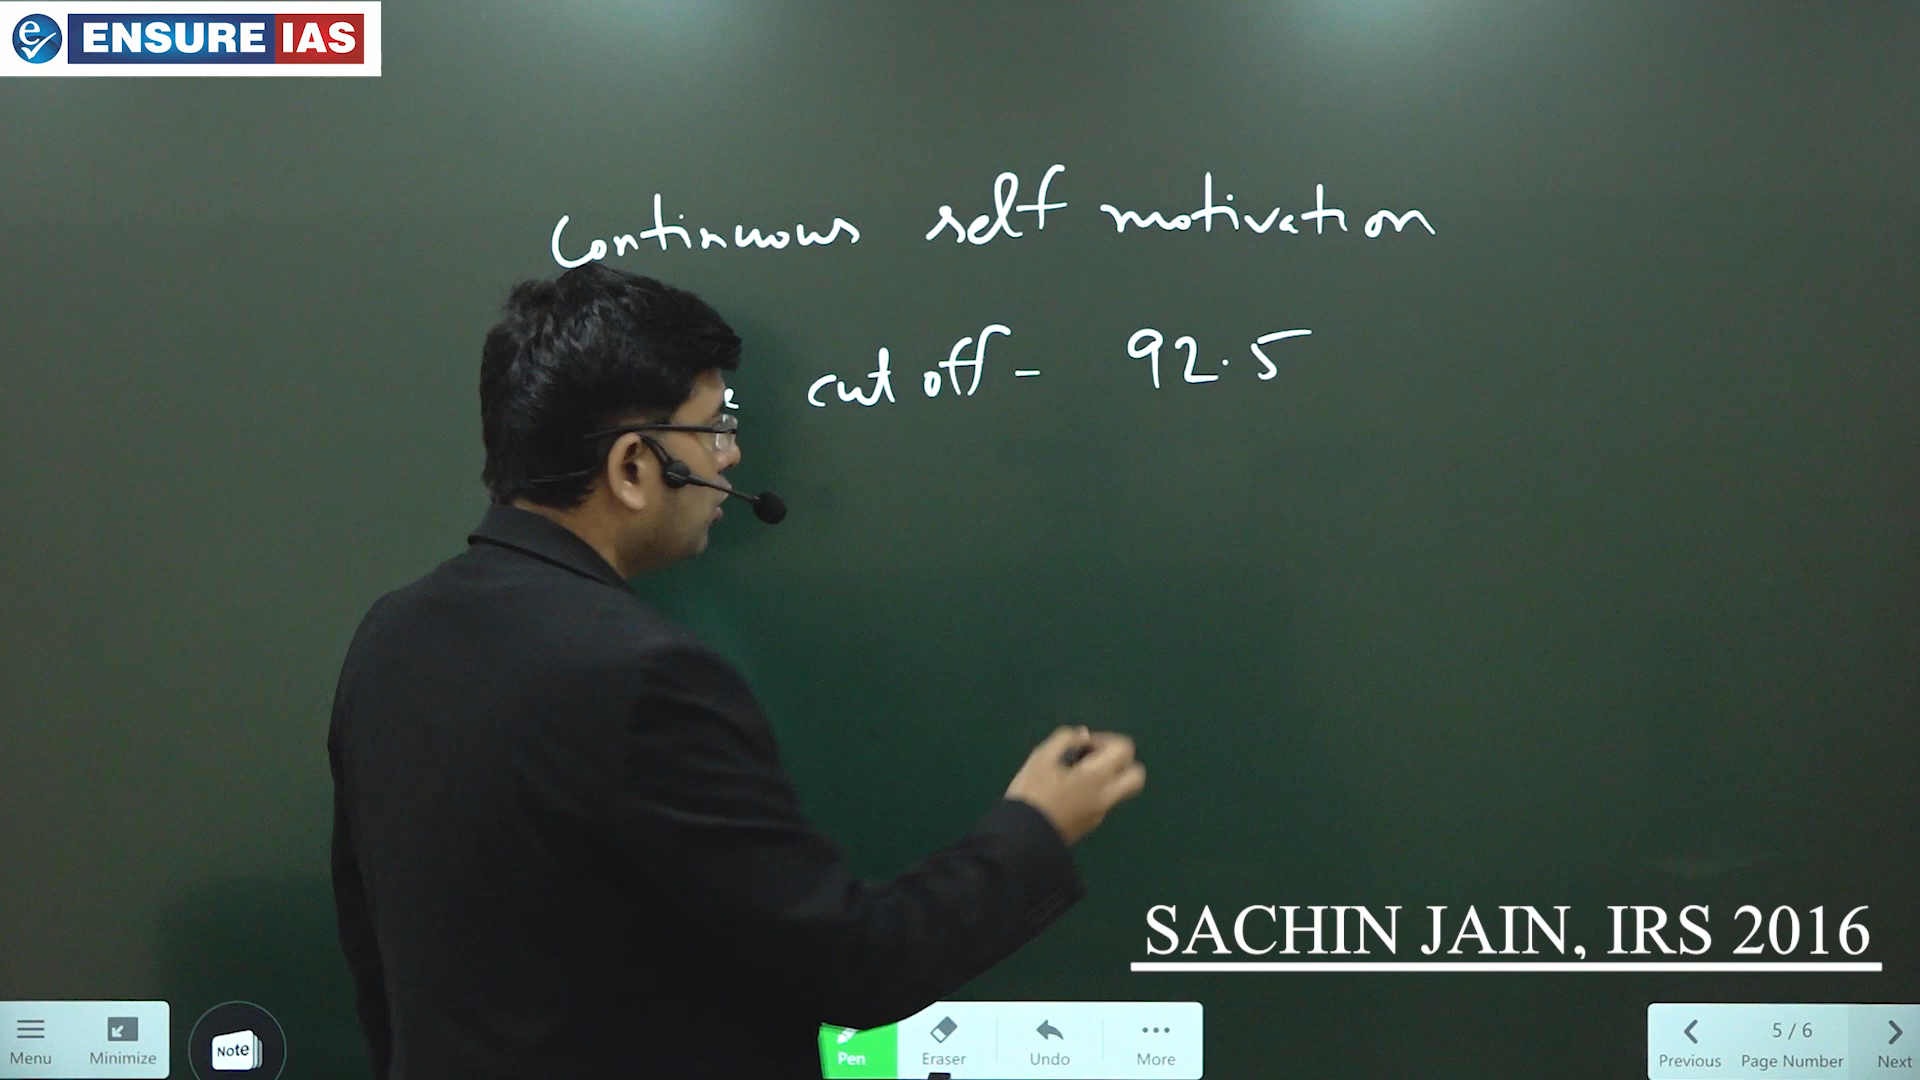 ENSURE IAS
Continuous self motivation
cut off - 92.5
SACHIN JAIN, IRS 2016
Menu
Minimize
Note
Pen
Eraser
Undo
More
Previous
5 / 6
Page Number
Next